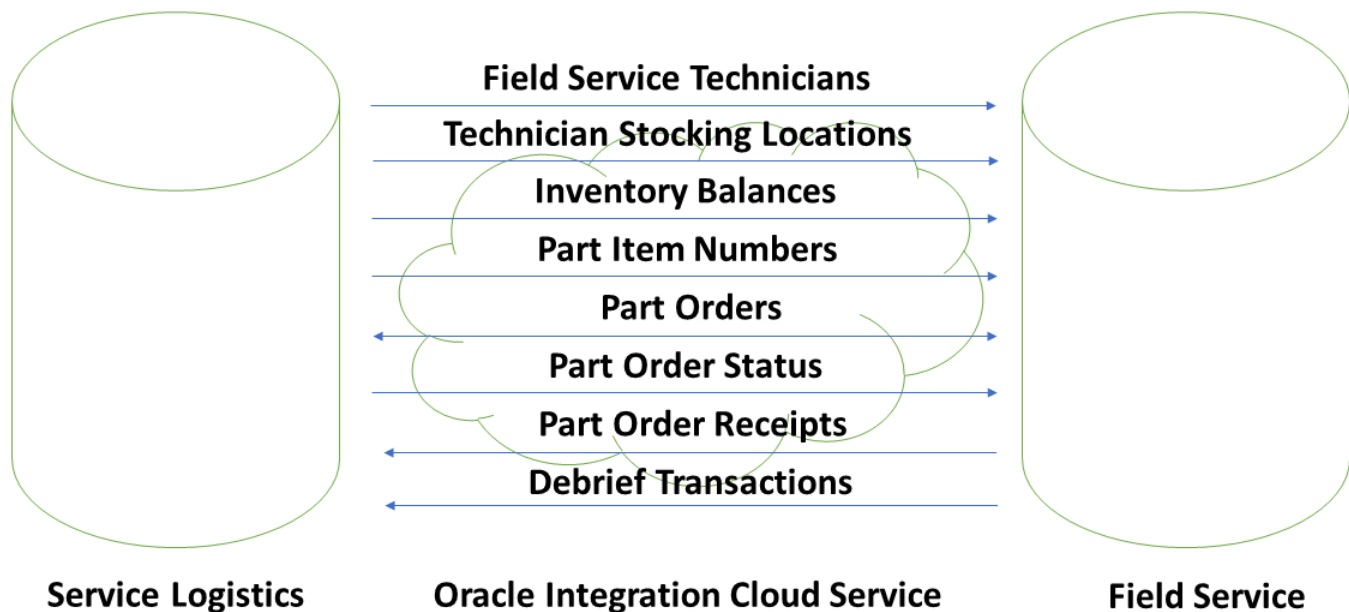 Field Service Technicians
Technician Stocking Locations
Inventory Balances
Part Item Numbers
Part Orders
Part Order Status
Part Order Receipts
Debrief Transactions
Service Logistics
Oracle Integration Cloud Service
Field Service